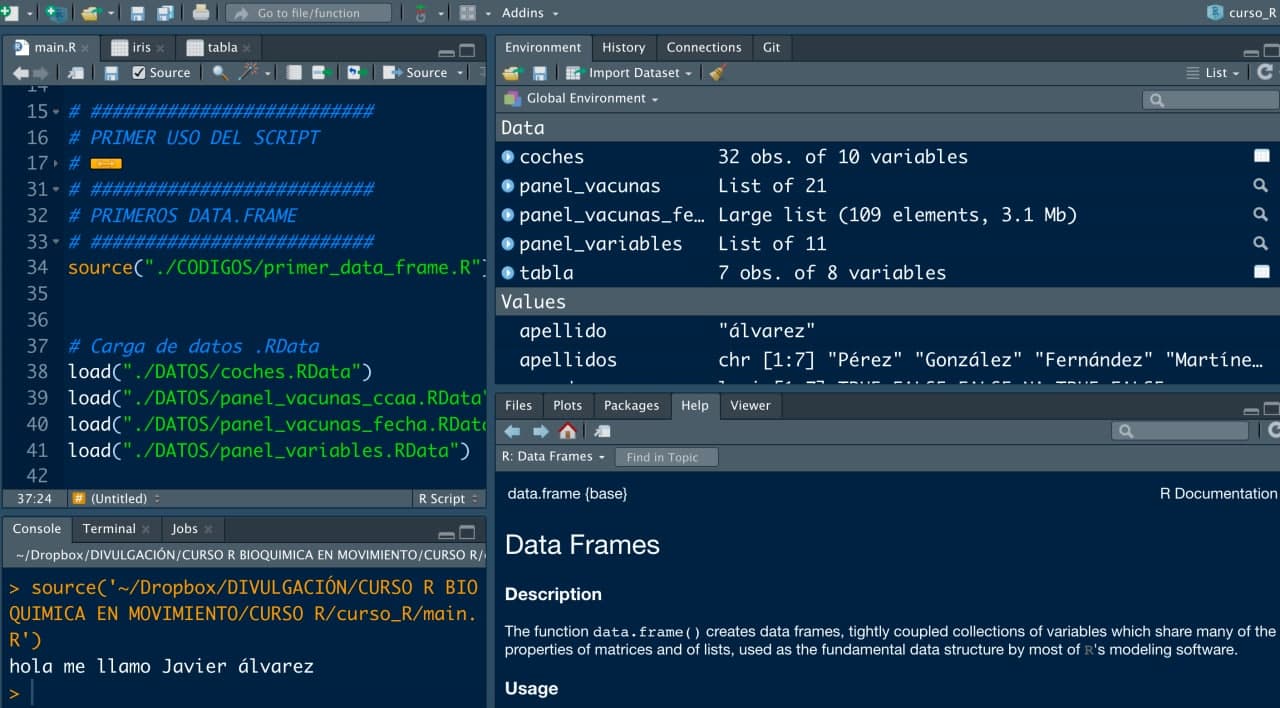 Go to file/function
Addins
curso_R
main.R
iris
tabla
Source
Source
14
15 # ##########################
16 # PRIMER USO DEL SCRIPT
17 #
31 # ##########################
32 # PRIMEROS DATA.FRAME
33 # ##########################
34 source("./CODIGOS/primer_data_frame.R")
35
36
37 # Carga de datos .RData
38 load("./DATOS/coches.RData")
39 load("./DATOS/panel_vacunas_ccaa.RData"
40 load("./DATOS/panel_vacunas_fecha.RData
41 load("./DATOS/panel_variables.RData")
42
37:24
# (Untitled)
R Script
Console
Terminal
Jobs
~/Dropbox/DIVULGACIÓN/CURSO R BIOQUIMICA EN MOVIMIENTO/CURSO R/
> source('~/Dropbox/DIVULGACIÓN/CURSO R BIO
QUIMICA EN MOVIMIENTO/CURSO R/curso_R/main.
R')
hola me llamo Javier álvarez
>
Environment
History
Connections
Git
Import Dataset
List
Global Environment
Data
coches 32 obs. of 10 variables
panel_vacunas List of 21
panel_vacunas_fe… Large list (109 elements, 3.1 Mb)
panel_variables List of 11
tabla 7 obs. of 8 variables
Values
apellido "álvarez"
apellidos chr [1:7] "Pérez" "González" "Fernández" "Martíne…
Files
Plots
Packages
Help
Viewer
R: Data Frames
Find in Topic
data.frame {base}
R Documentation
Data Frames
Description
The function data.frame() creates data frames, tightly coupled collections of variables which share many of the
properties of matrices and of lists, used as the fundamental data structure by most of R's modeling software.
Usage